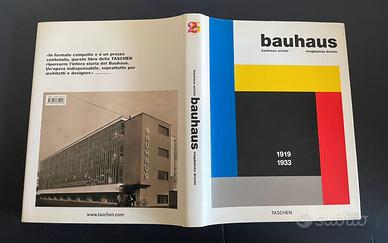 «In formato compatto e a un prezzo
contenuto, questo libro della TASCHEN
ripercorre l'intera storia del Bauhaus.
Un'opera indispensabile, soprattutto per
architetti e designer.»
BAUHAUS
www.taschen.com
25
bauhaus archiv
bauhaus
magdalena droste
TASCHEN
bauhaus
bauhaus archiv
magdalena droste
1919
1933
TASCHEN
subito